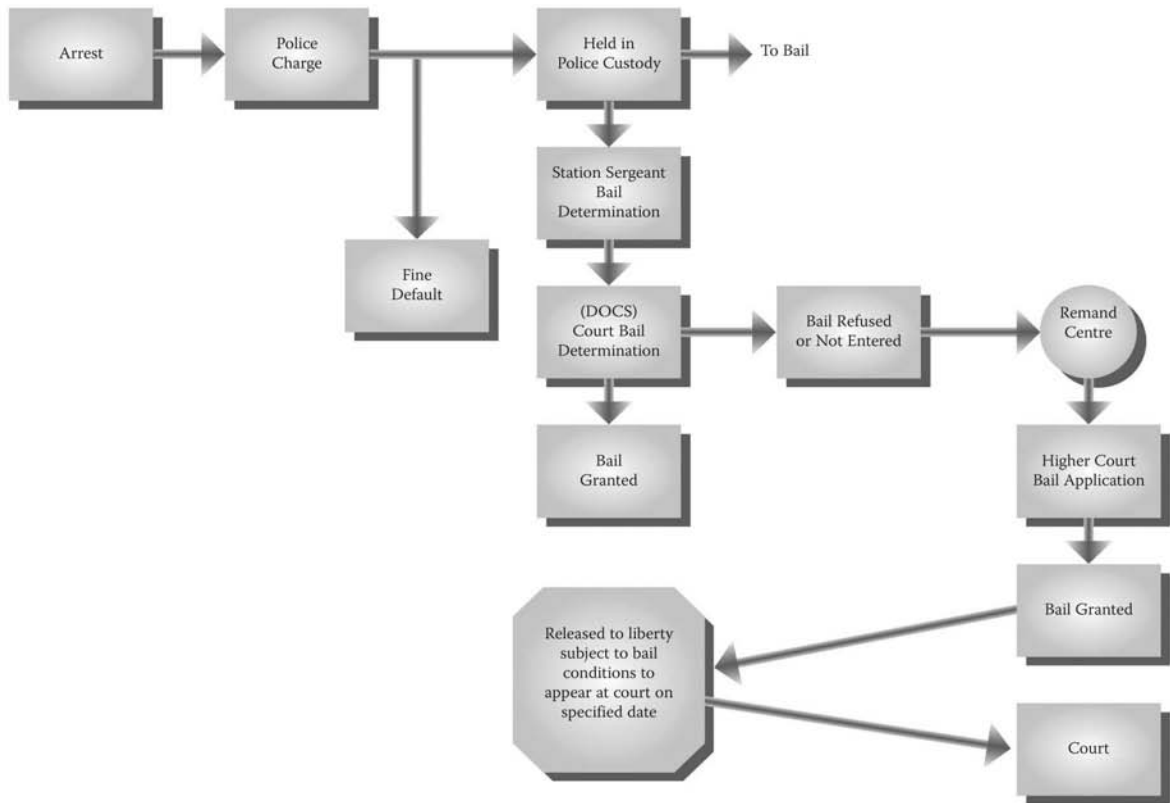 Arrest
Police
Charge
Held in
Police Custody
To Bail
Station Sergeant
Bail
Determination
Fine
Default
(DOCS)
Court Bail
Determination
Bail Refused
or Not Entered
Remand
Centre
Bail
Granted
Higher Court
Bail Application
Bail Granted
Released to liberty
subject to bail
conditions to
appear at court on
specified date
Court